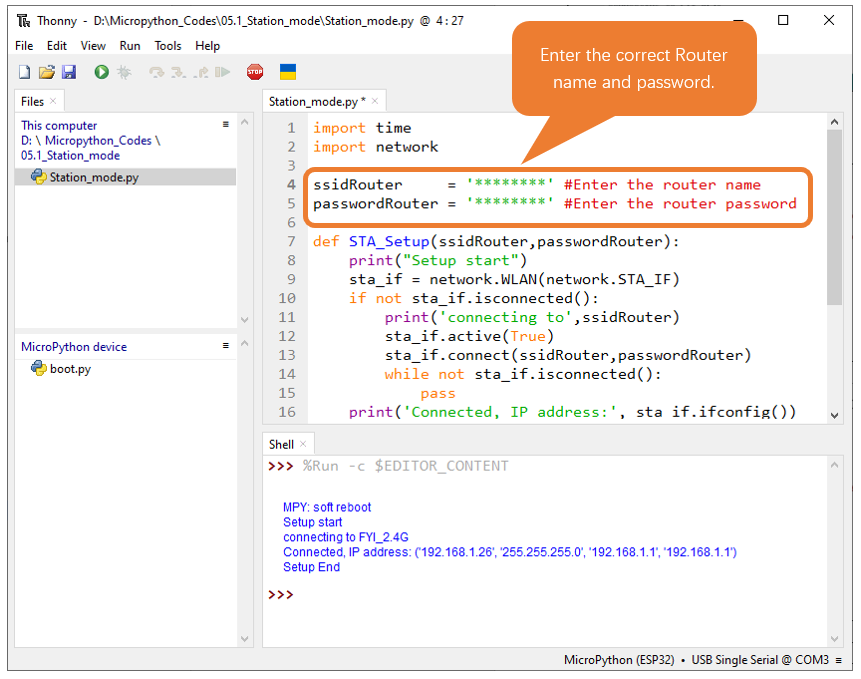 Thonny - D:\Micropython_Codes\05.1_Station_mode\Station_mode.py @ 4 : 27
File Edit View Run Tools Help
STOP
Enter the correct Router
name and password.
Files ×
This computer
D: \ Micropython_Codes \
05.1_Station_mode
Station_mode.py
MicroPython device
boot.py
Station_mode.py * ×
1 import time
2 import network
3
4 ssidRouter     = '********' #Enter the router name
5 passwordRouter = '********' #Enter the router password
6
7 def STA_Setup(ssidRouter,passwordRouter):
8     print("Setup start")
9     sta_if = network.WLAN(network.STA_IF)
10     if not sta_if.isconnected():
11         print('connecting to',ssidRouter)
12         sta_if.active(True)
13         sta_if.connect(ssidRouter,passwordRouter)
14         while not sta_if.isconnected():
15             pass
16     print('Connected, IP address:', sta_if.ifconfig())
Shell ×
>>> %Run -c $EDITOR_CONTENT
MPY: soft reboot
Setup start
connecting to FYI_2.4G
Connected, IP address: ('192.168.1.26', '255.255.255.0', '192.168.1.1', '192.168.1.1')
Setup End
>>>
MicroPython (ESP32) • USB Single Serial @ COM3 ≡